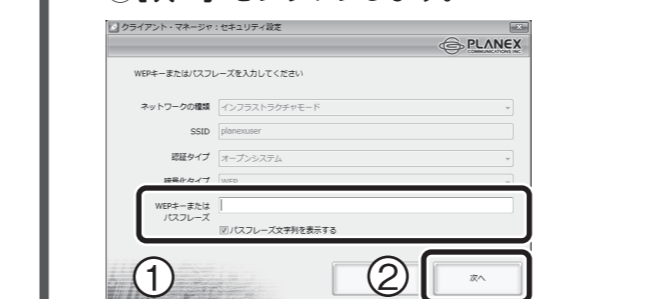 クライアント・マネージャ：セキュリティ設定
PLANEX
COMMUNICATIONS INC.
WEPキーまたはパスフレーズを入力してください
ネットワークの種類 インフラストラクチャモード
SSID planexuser
認証タイプ オープンシステム
暗号化タイプ WEP
WEPキーまたは
パスフレーズ
パスフレーズ文字列を表示する
① ② 次へ